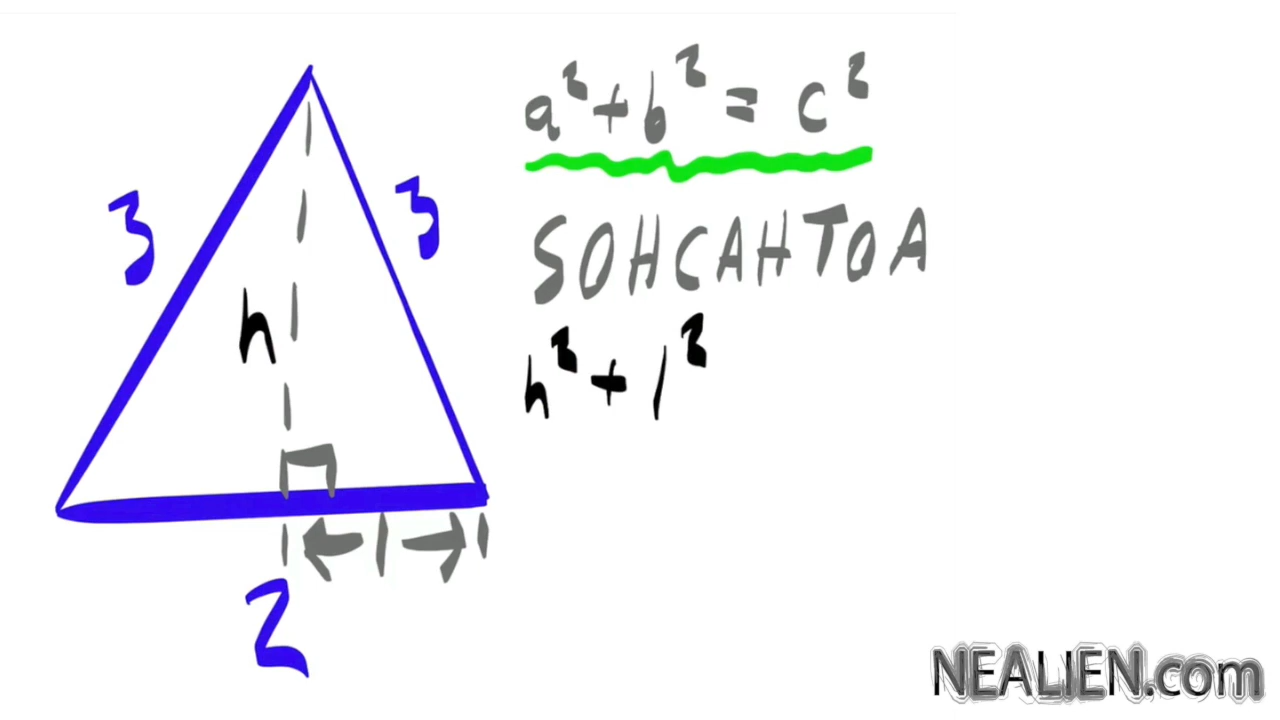 a² + b² = c²
SOHCAHTOA
3
3
h
h² + 1²
1
2
NEALIEN.com